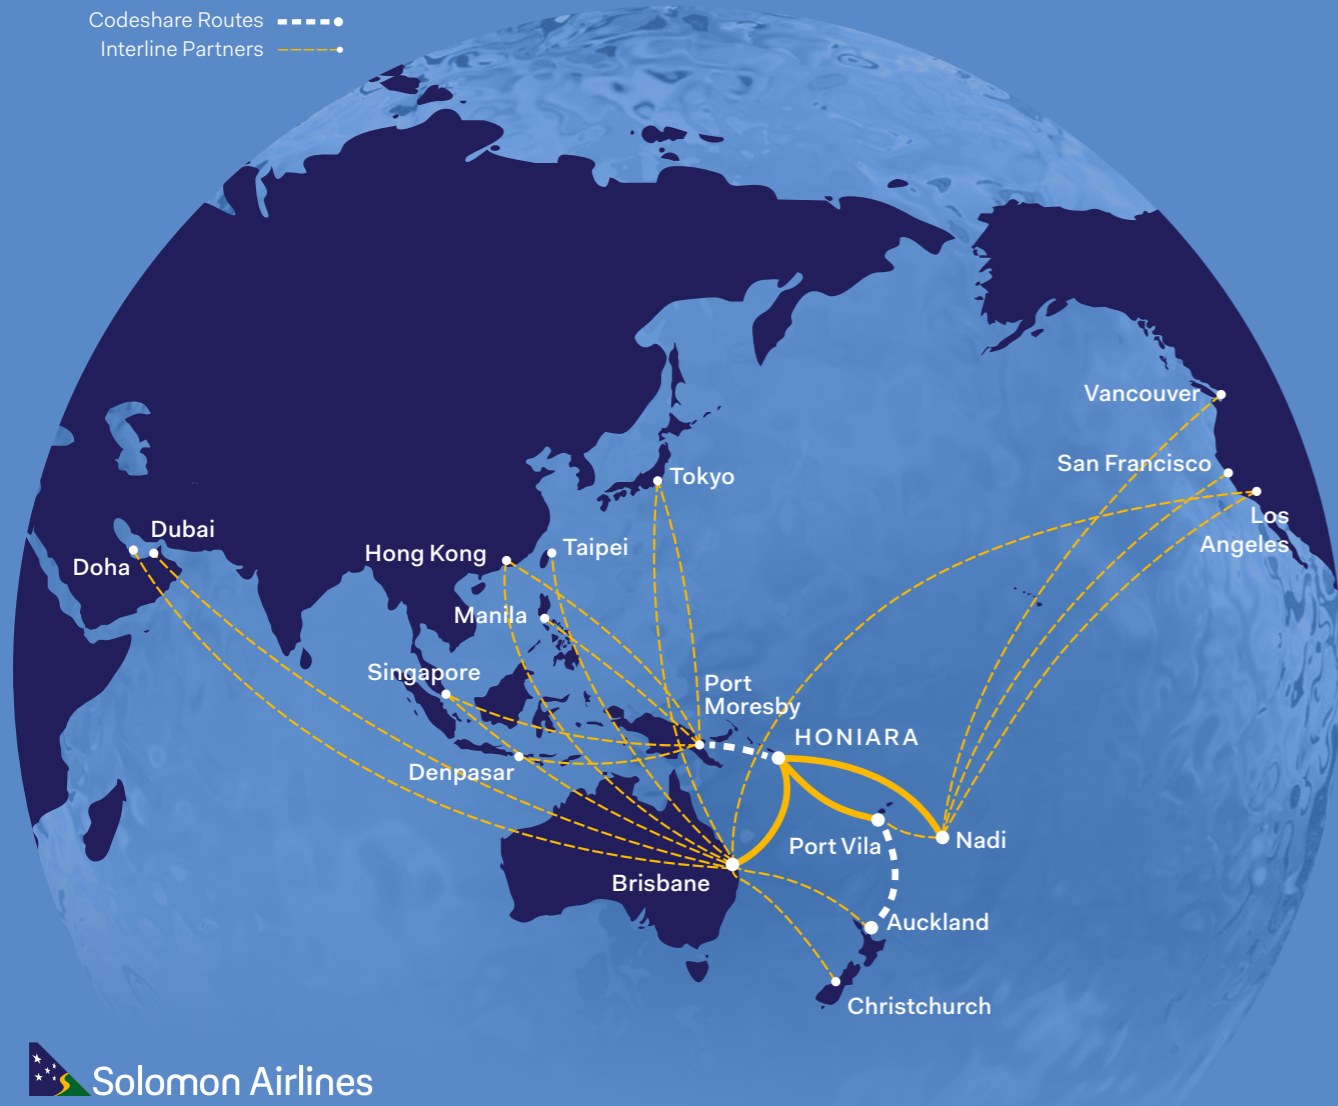 Codeshare Routes
Interline Partners
Vancouver
San Francisco
Los
Angeles
Tokyo
Dubai
Doha
Hong Kong
Taipei
Manila
Singapore
Port
Moresby
HONIARA
Denpasar
Port Vila
Nadi
Brisbane
Auckland
Christchurch
Solomon Airlines